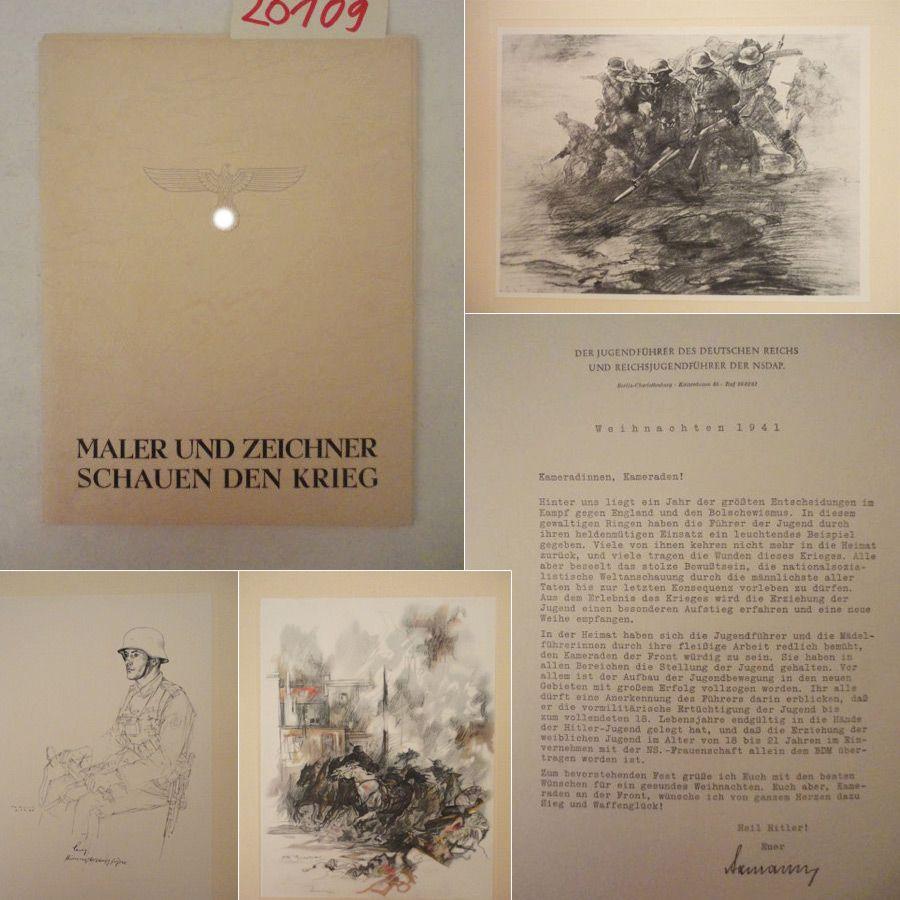 20109
MALER UND ZEICHNER
SCHAUEN DEN KRIEG
DER JUGENDFÜHRER DES DEUTSCHEN REICHS
UND REICHSJUGENDFÜHRER DER NSDAP.
Berlin-Charlottenburg
Weihnachten 1941
Kameradinnen, Kameraden!
Hinter uns liegt ein Jahr der größten Entscheidungen im
Kampf gegen England und den Bolschewismus. In diesem
gewaltigen Ringen haben die Führer der Jugend durch
ihren heldenmütigen Einsatz ein leuchtendes Beispiel
gegeben. Viele von ihnen kehren nicht mehr in die Heimat
zurück, und viele tragen die Wunden dieses Krieges. Alle
aber beseelt das stolze Bewußtsein, die nationalsozia-
listische Weltanschauung durch die männlichste aller
Taten bis zur letzten Konsequenz vorleben zu dürfen.
Aus dem Erlebnis des Krieges wird die Erziehung der
Jugend einen besonderen Aufstieg erfahren und eine neue
Weihe empfangen.
In der Heimat haben sich die Jugendführer und die Mädel-
führerinnen durch ihre fleißige Arbeit redlich bemüht,
den Kameraden der Front würdig zu sein. Sie haben in
allen Bereichen die Stellung der Jugend gehalten. Vor
allem ist der Aufbau der Jugendbewegung in den neuen
Gebieten mit großem Erfolg vollzogen worden. Ihr alle
dürft eine Anerkennung des Führers darin erblicken, daß
er die vormilitärische Ertüchtigung der Jugend bis
zum vollendeten 18. Lebensjahre endgültig in die Hände
der Hitler-Jugend gelegt hat, und daß die Erziehung der
weiblichen Jugend im Alter von 18 bis 21 Jahren im Ein-
vernehmen mit der NS.-Frauenschaft allein dem BDM über-
tragen worden ist.
Zum bevorstehenden Fest grüße ich Euch mit den besten
Wünschen für ein gesundes Weihnachten. Euch aber, Kame-
raden an der Front, wünsche ich von ganzem Herzen dazu
Sieg und Waffenglück!
Heil Hitler!
Euer
Axmann